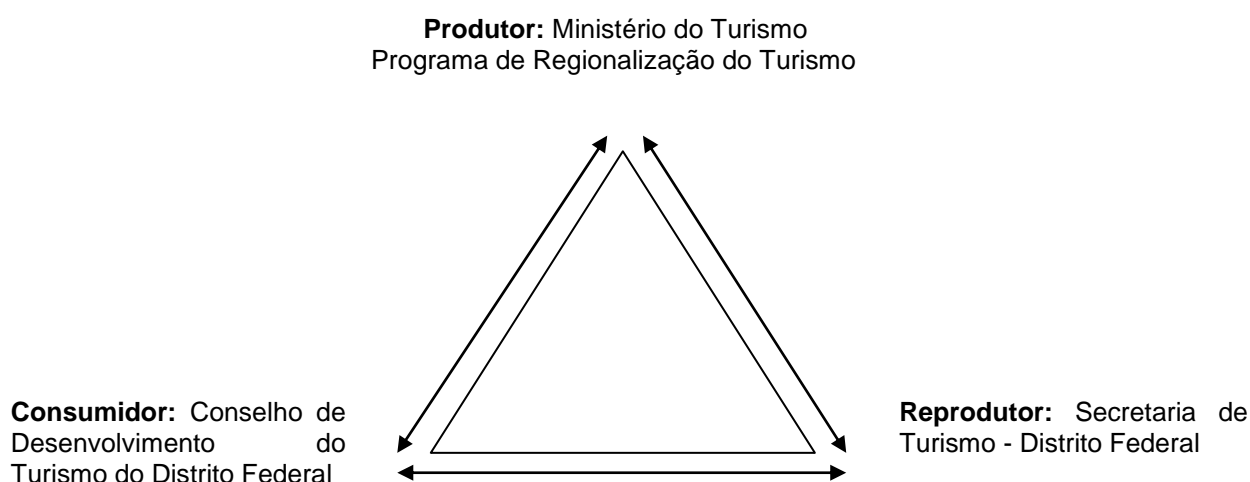 Produtor: Ministério do Turismo
Programa de Regionalização do Turismo
Consumidor: Conselho de
Desenvolvimento do
Turismo do Distrito Federal
Reprodutor: Secretaria de
Turismo - Distrito Federal